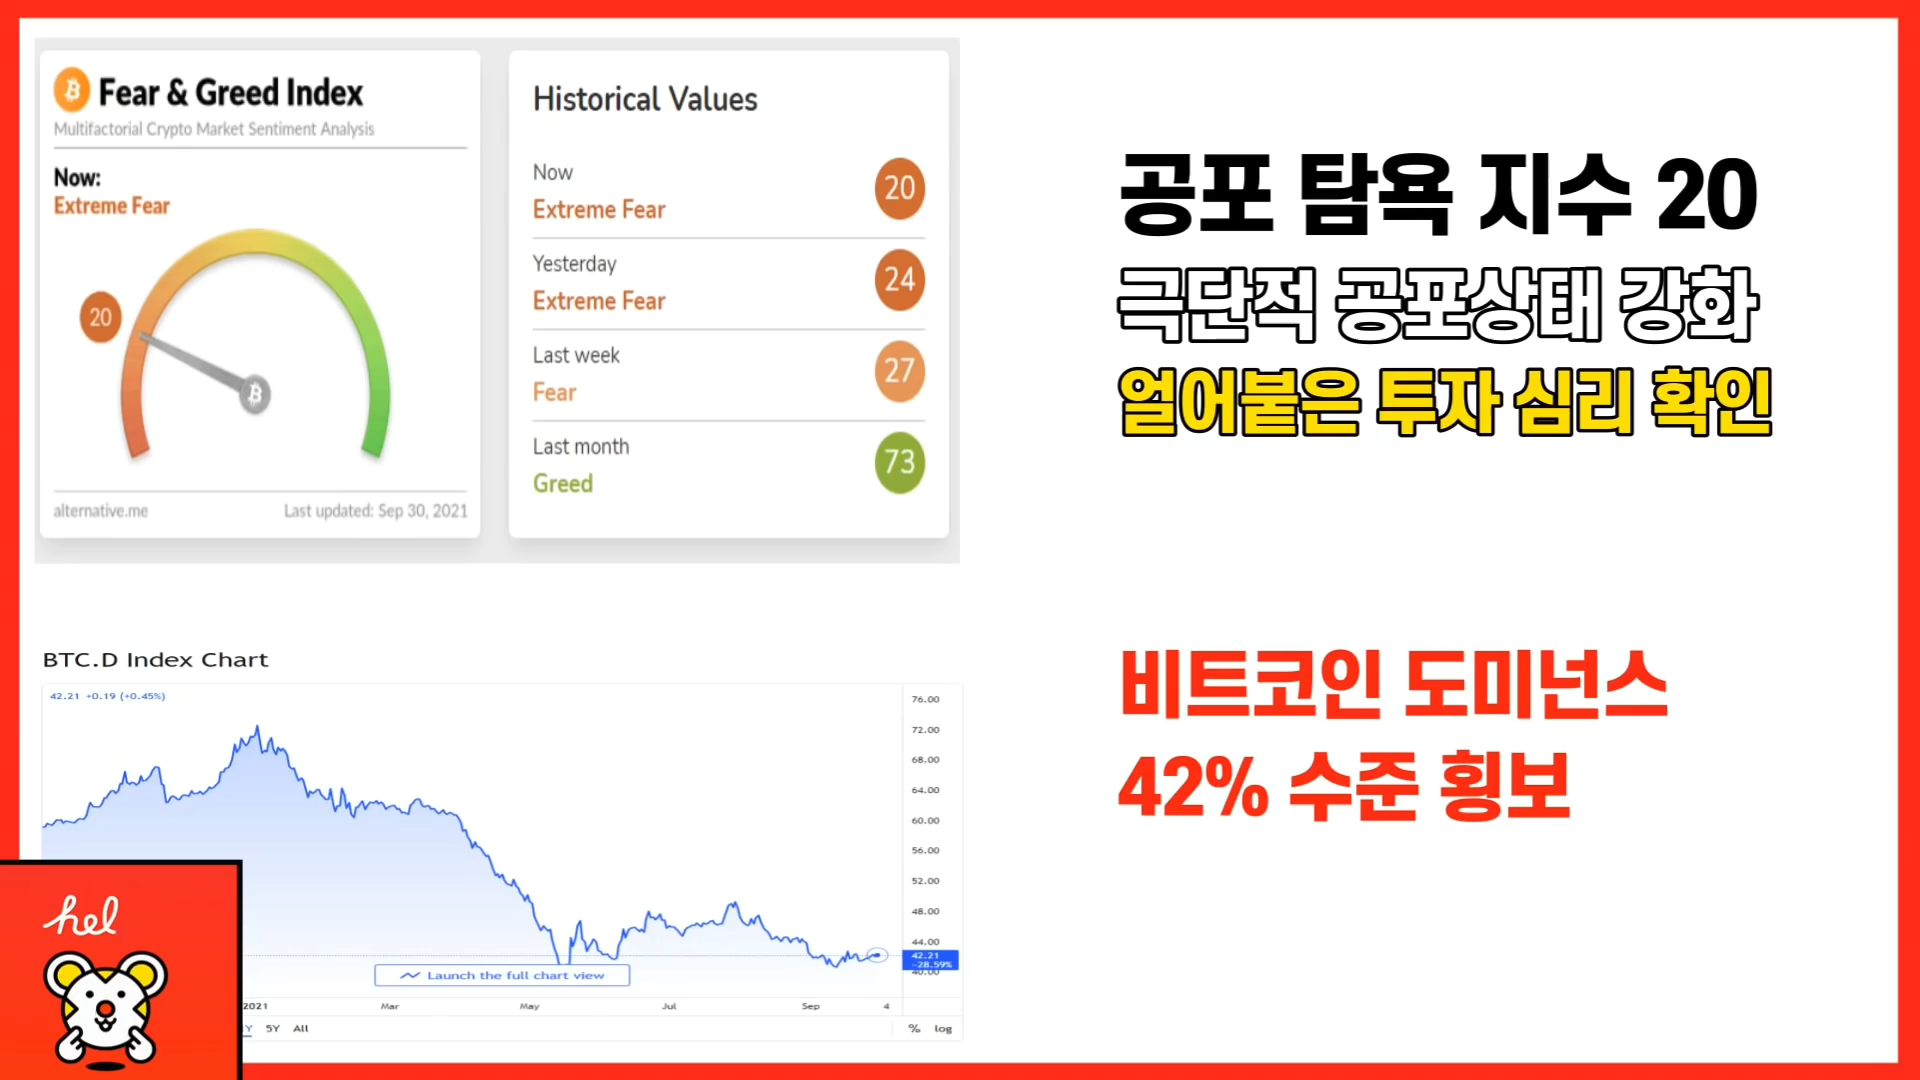 Fear & Greed Index
Multifactorial Crypto Market Sentiment Analysis
Now:
Extreme Fear
20
alternative.me
Last updated: Sep 30, 2021
Historical Values
Now
Extreme Fear
20
Yesterday
Extreme Fear
24
Last week
Fear
27
Last month
Greed
73
공포 탐욕 지수 20
극단적 공포상태 강화
얼어붙은 투자 심리 확인
비트코인 도미넌스
42% 수준 횡보
BTC.D Index Chart
42.21 +0.19 (+0.45%)
76.00
72.00
68.00
64.00
60.00
56.00
52.00
48.00
44.00
42.21
-28.59%
40.00
Launch the full chart view
2021 Mar May Jul Sep 4
Y 5Y All % log
hel